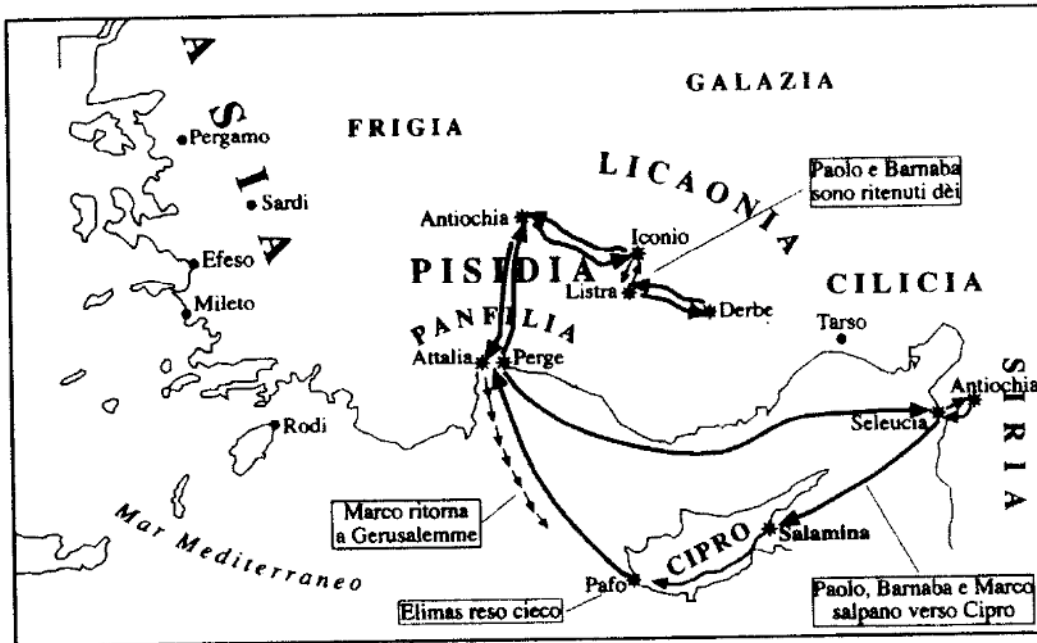 ASIA
GALAZIA
FRIGIA
Pergamo
LICAONIA
Paolo e Barnaba
sono ritenuti dèi
Sardi
Antiochia
Iconio
Efeso
PISIDIA
CILICIA
Listra
Mileto
Derbe
PANFILIA
Tarso
Attalia
Perge
SIRIA
Antiochia
Seleucia
Rodi
Marco ritorna
a Gerusalemme
Mar Mediterraneo
CIPRO
Salamina
Pafo
Elimas reso cieco
Paolo, Barnaba e Marco
salpano verso Cipro